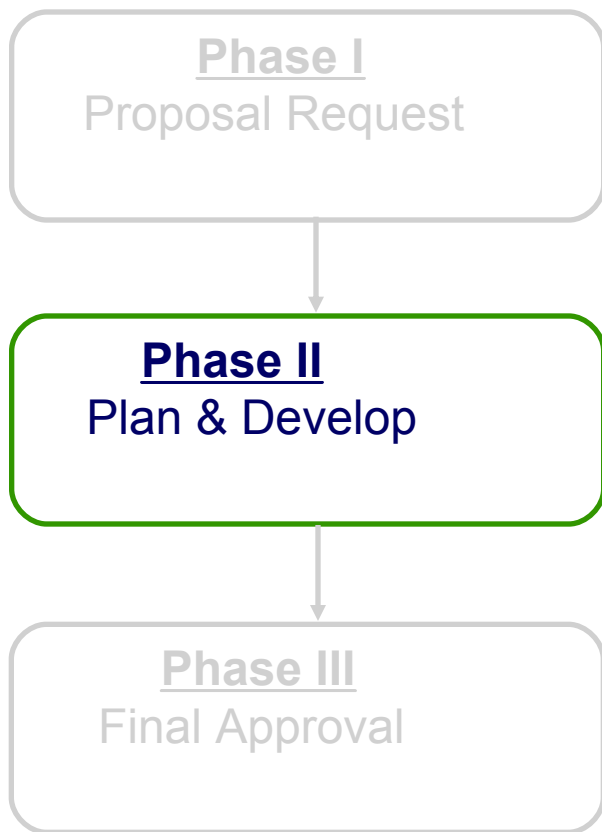 Phase I
Proposal Request
Phase II
Plan & Develop
Phase III
Final Approval